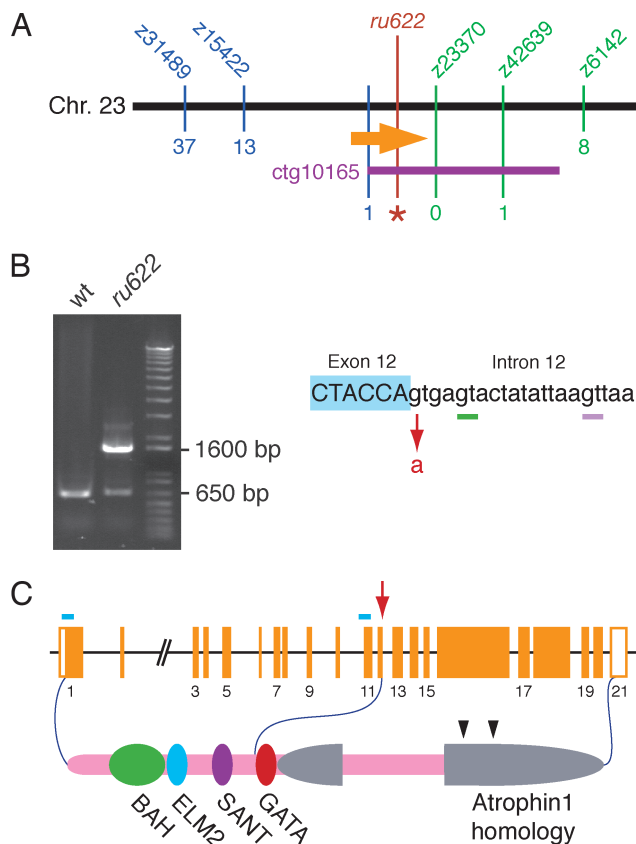 A
z31489
z15422
ru622
z23370
z42639
z6142
Chr. 23
37
13
8
ctg10165
1
*
0
1
B
wt
ru622
1600 bp
650 bp
Exon 12
Intron 12
CTACCAgtgagtactatattaagttaa
a
C
1
3
5
7
9
11
13
15
17
19
21
BAH
ELM2
SANT
GATA
Atrophin1
homology